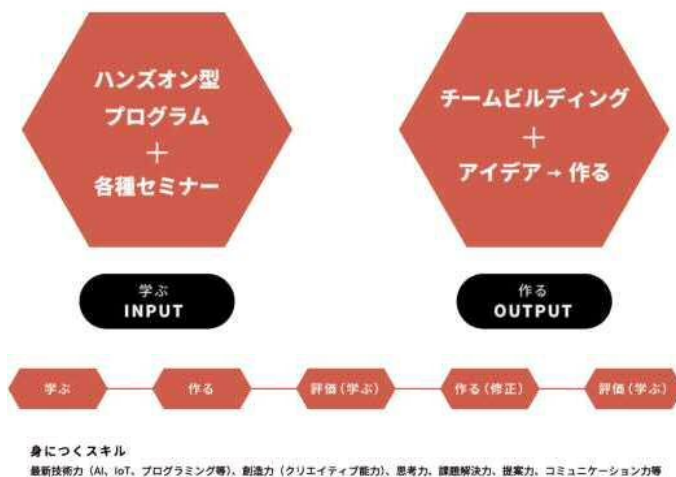 ハンズオン型
プログラム
+
各種セミナー
チームビルディング
+
アイデア→作る
学ぶ
INPUT
作る
OUTPUT
学ぶ
作る
評価(学ぶ)
作る(修正)
評価(学ぶ)
身につくスキル
最新技術力（AI、IoT、プログラミング等）、創造力（クリエイティブ能力）、思考力、課題解決力、提案力、コミュニケーション力等